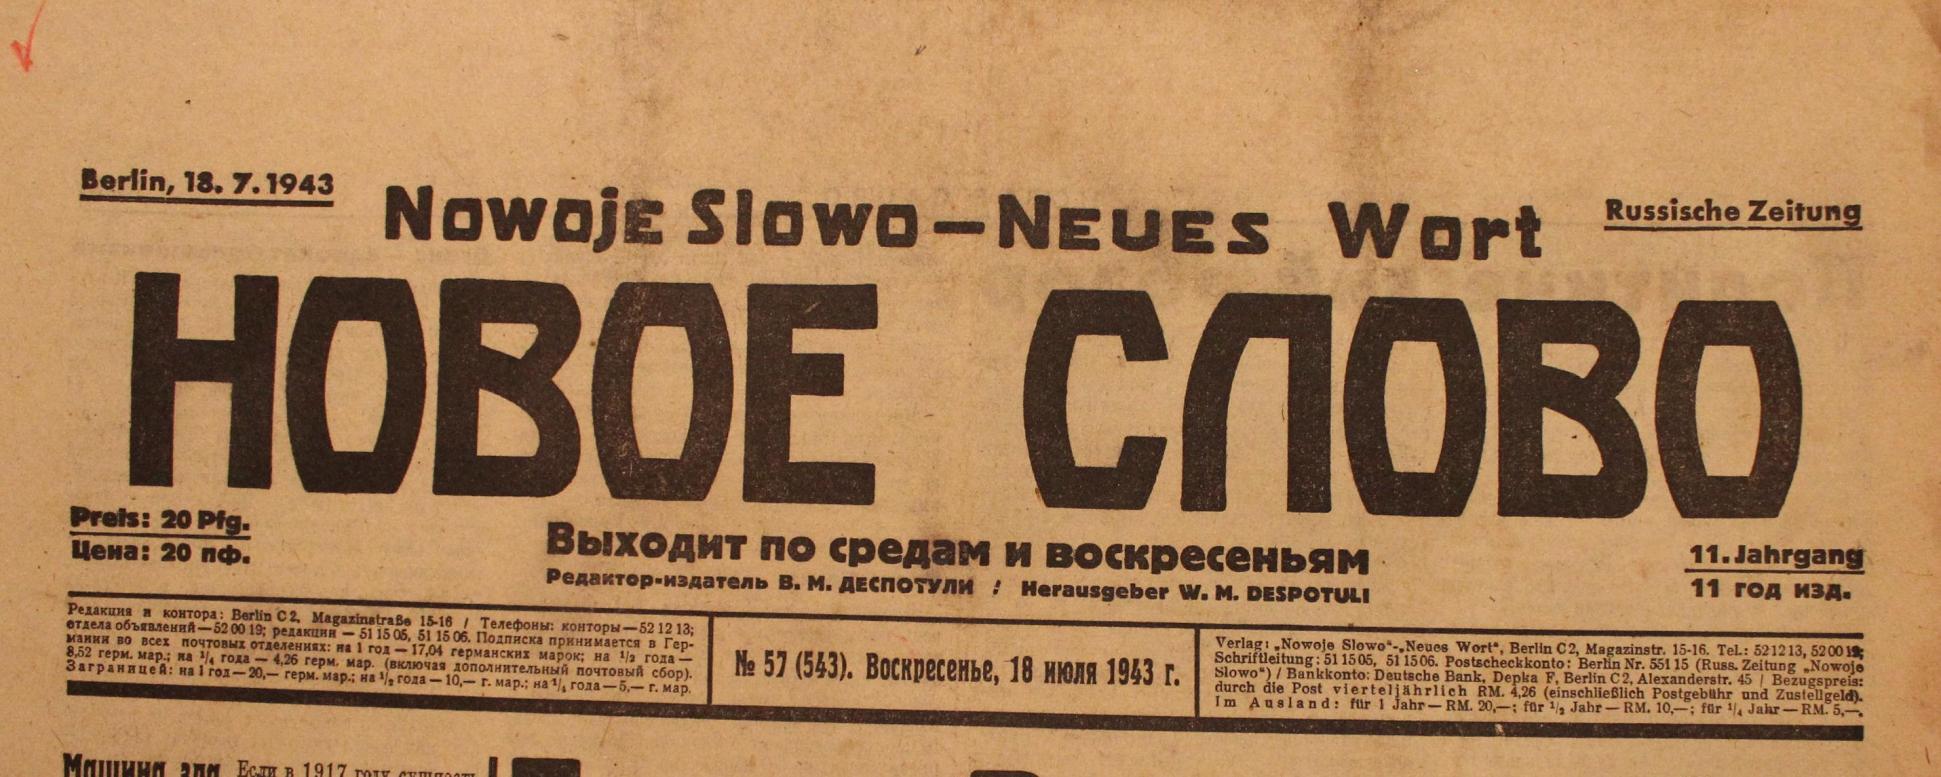 Berlin, 18. 7. 1943
Nowoje Slowo — Neues Wort
Russische Zeitung
НОВОЕ СЛОВО
Preis: 20 Pfg.
Цена: 20 пф.
Выходит по средам и воскресеньям
Редактор-издатель В. М. ДЕСПОТУЛИ / Herausgeber W. M. DESPOTULI
11. Jahrgang
11 год изд.
Редакция и контора: Berlin C 2, Magazinstraße 15-16 / Телефоны: конторы—52 12 13;
отдела объявлений—52 00 19; редакции — 51 15 05, 51 15 06. Подписка принимается в Гер-
мании во всех почтовых отделениях: на 1 год — 17,04 германских марок; на ½ года —
8,52 герм. мар.; на ¼ года — 4,26 герм. мар. (включая дополнительный почтовый сбор).
Заграницей: на 1 год—20,— герм. мар.; на ½ года—10,— г. мар.; на ¼ года—5,— г. мар.
№ 57 (543). Воскресенье, 18 июля 1943 г.
Verlag: „Nowoje Slowo“-„Neues Wort“, Berlin C 2, Magazinstr. 15-16. Tel.: 52 12 13, 52 00 19;
Schriftleitung: 51 15 05, 51 15 06. Postscheckkonto: Berlin Nr. 551 15 (Russ. Zeitung „Nowoje
Slowo“) / Bankkonto: Deutsche Bank, Depka F, Berlin C 2, Alexanderstr. 45 / Bezugspreis:
durch die Post vierteljährlich RM. 4,26 (einschließlich Postgebühr und Zustellgeld).
Im Ausland: für 1 Jahr — RM. 20,—; für ½ Jahr — RM. 10,—; für ¼ Jahr — RM. 5,—.
Машина зла Если в 1917 году